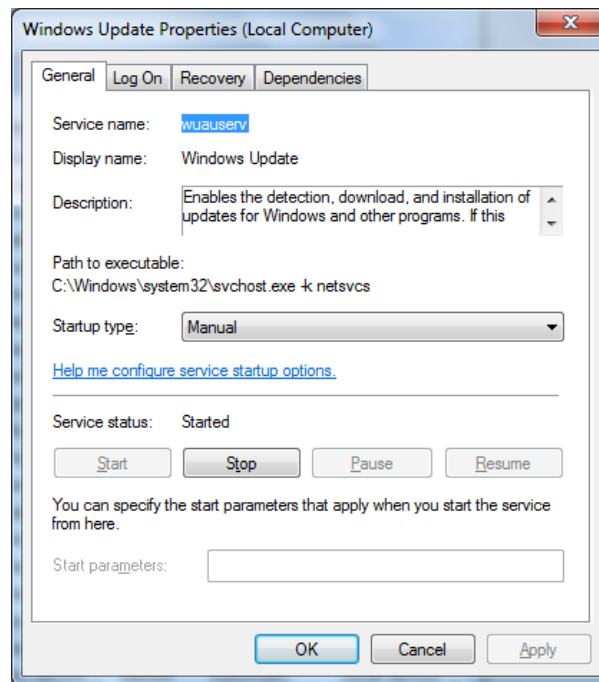 Windows Update Properties (Local Computer)
General Log On Recovery Dependencies
Service name: wuauserv
Display name: Windows Update
Description: Enables the detection, download, and installation of
updates for Windows and other programs. If this
Path to executable:
C:\Windows\system32\svchost.exe -k netsvcs
Startup type: Manual
Help me configure service startup options.
Service status: Started
Start Stop Pause Resume
You can specify the start parameters that apply when you start the service
from here.
Start parameters:
OK Cancel Apply